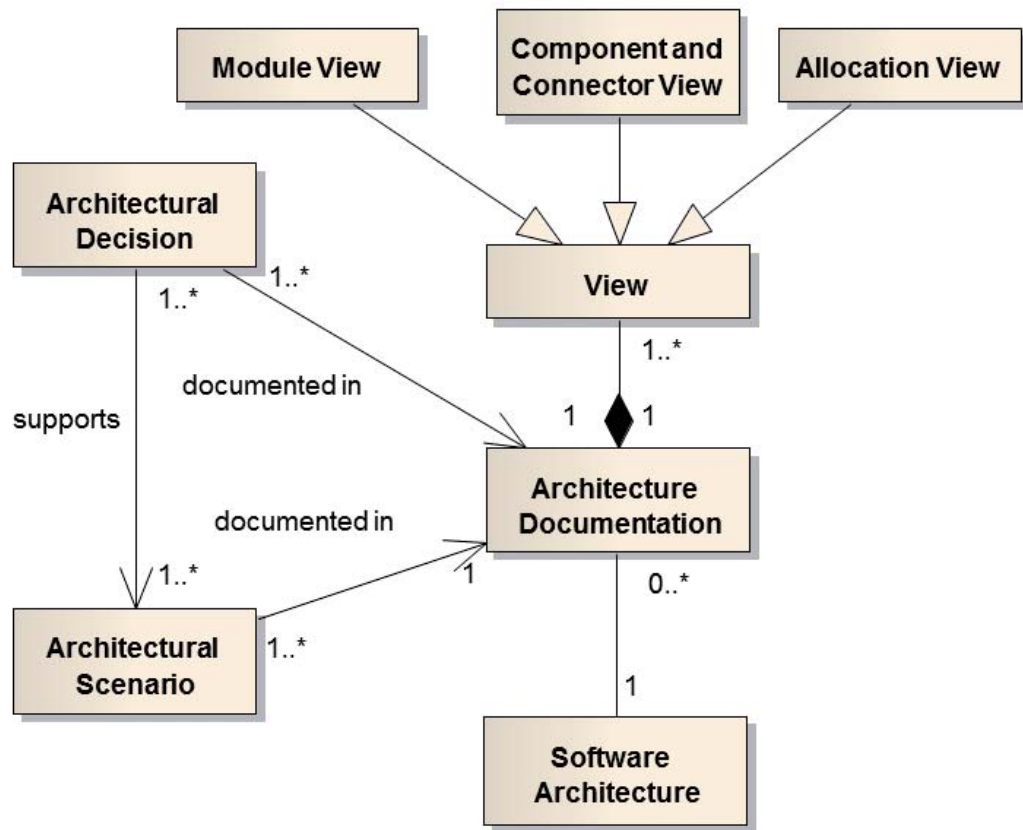 Module View
Component and
Connector View
Allocation View
Architectural
Decision
View
1..*
1..*
1..*
documented in
supports
1
1
Architecture
Documentation
documented in
1..*
1
0..*
Architectural
Scenario
1..*
1
Software
Architecture